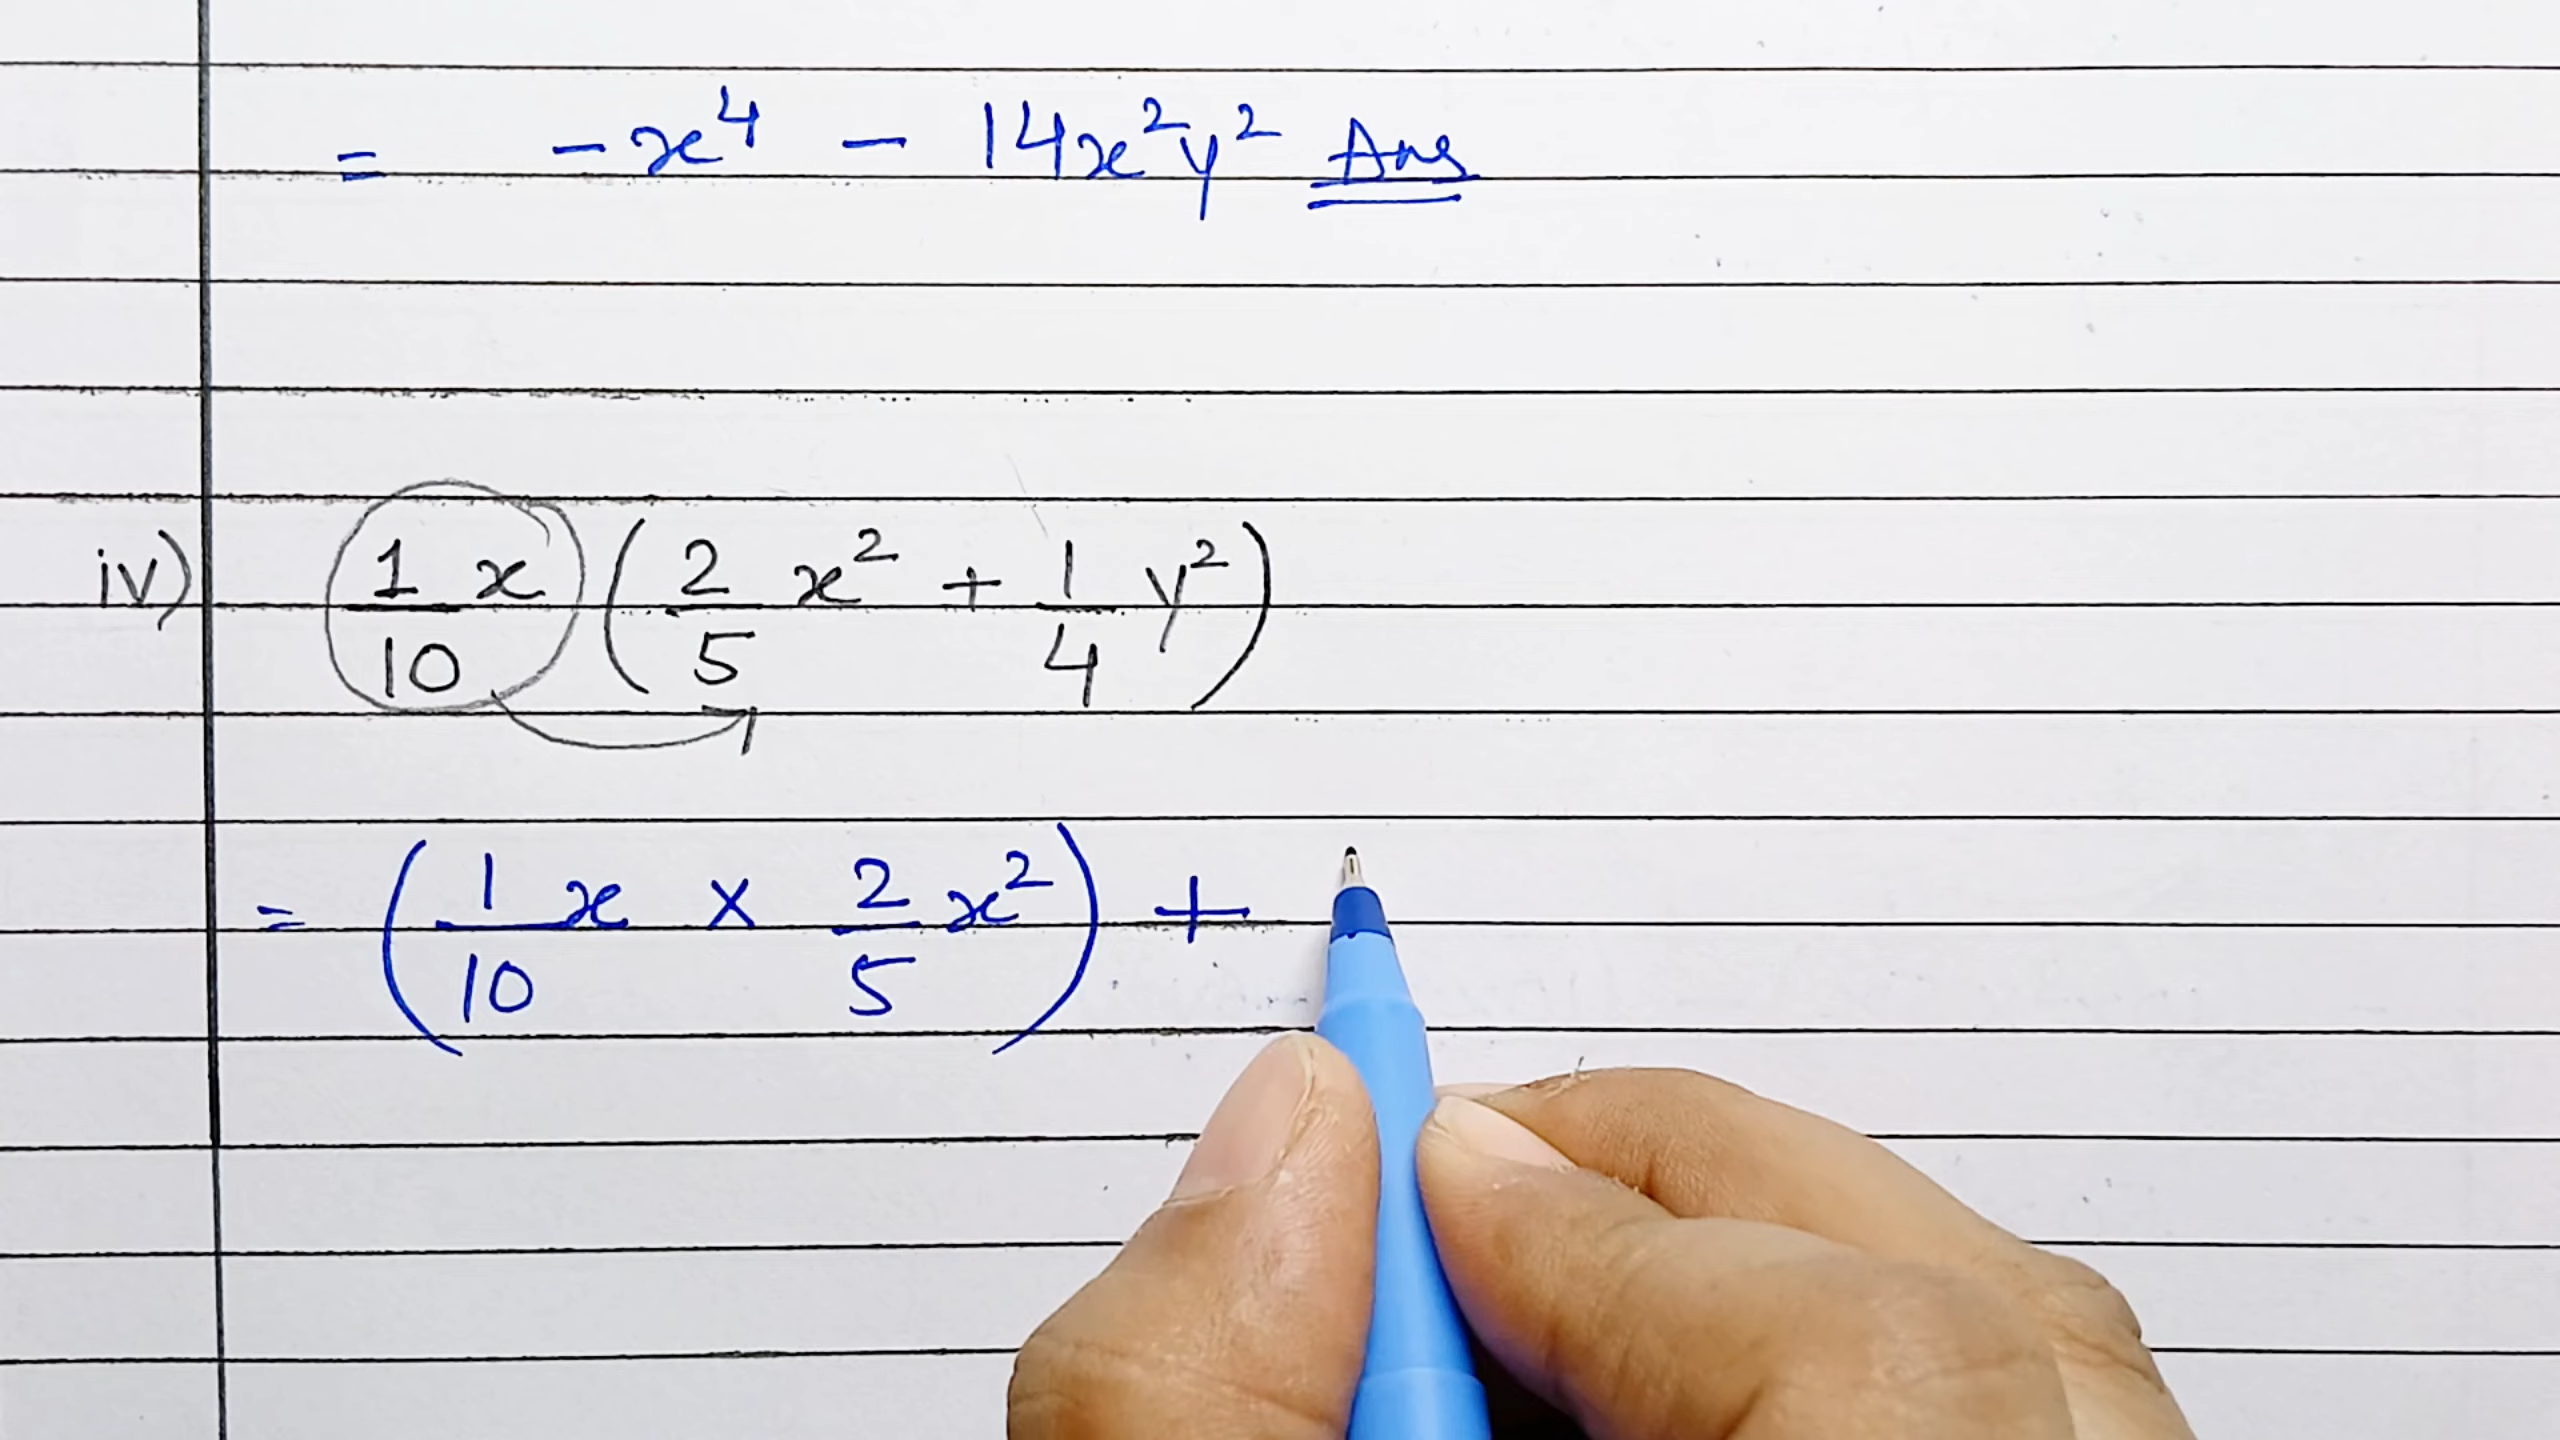 = -x⁴ - 14x²y² Ans
iv) 1/10 x (2/5 x² + 1/4 y²)
= (1/10 x × 2/5 x²) +